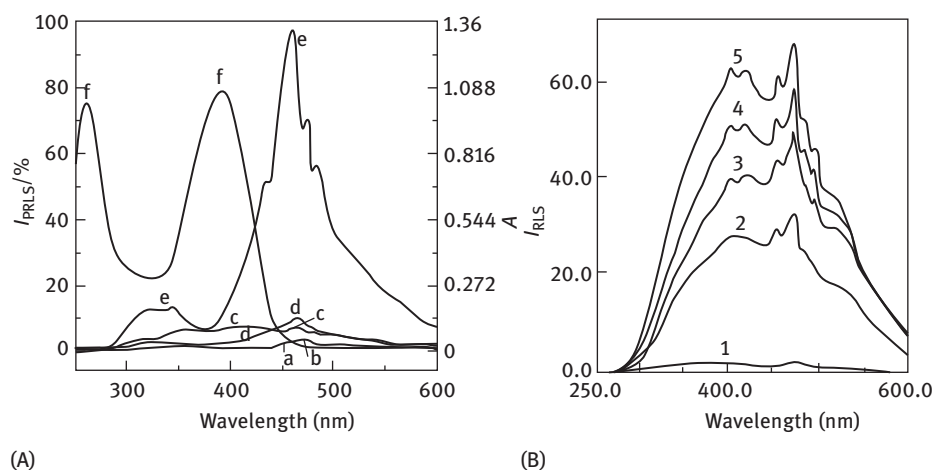 100
80
60
40
20
0
I_PRLS/%
f
f
e
e
c
d
d
c
a
b
1.36
1.088
0.816
0.544
0.272
0
A
300
400
500
600
Wavelength (nm)
(A)
60.0
40.0
20.0
0.0
I_RLS
5
4
3
2
1
250.0
400.0
600.0
Wavelength (nm)
(B)